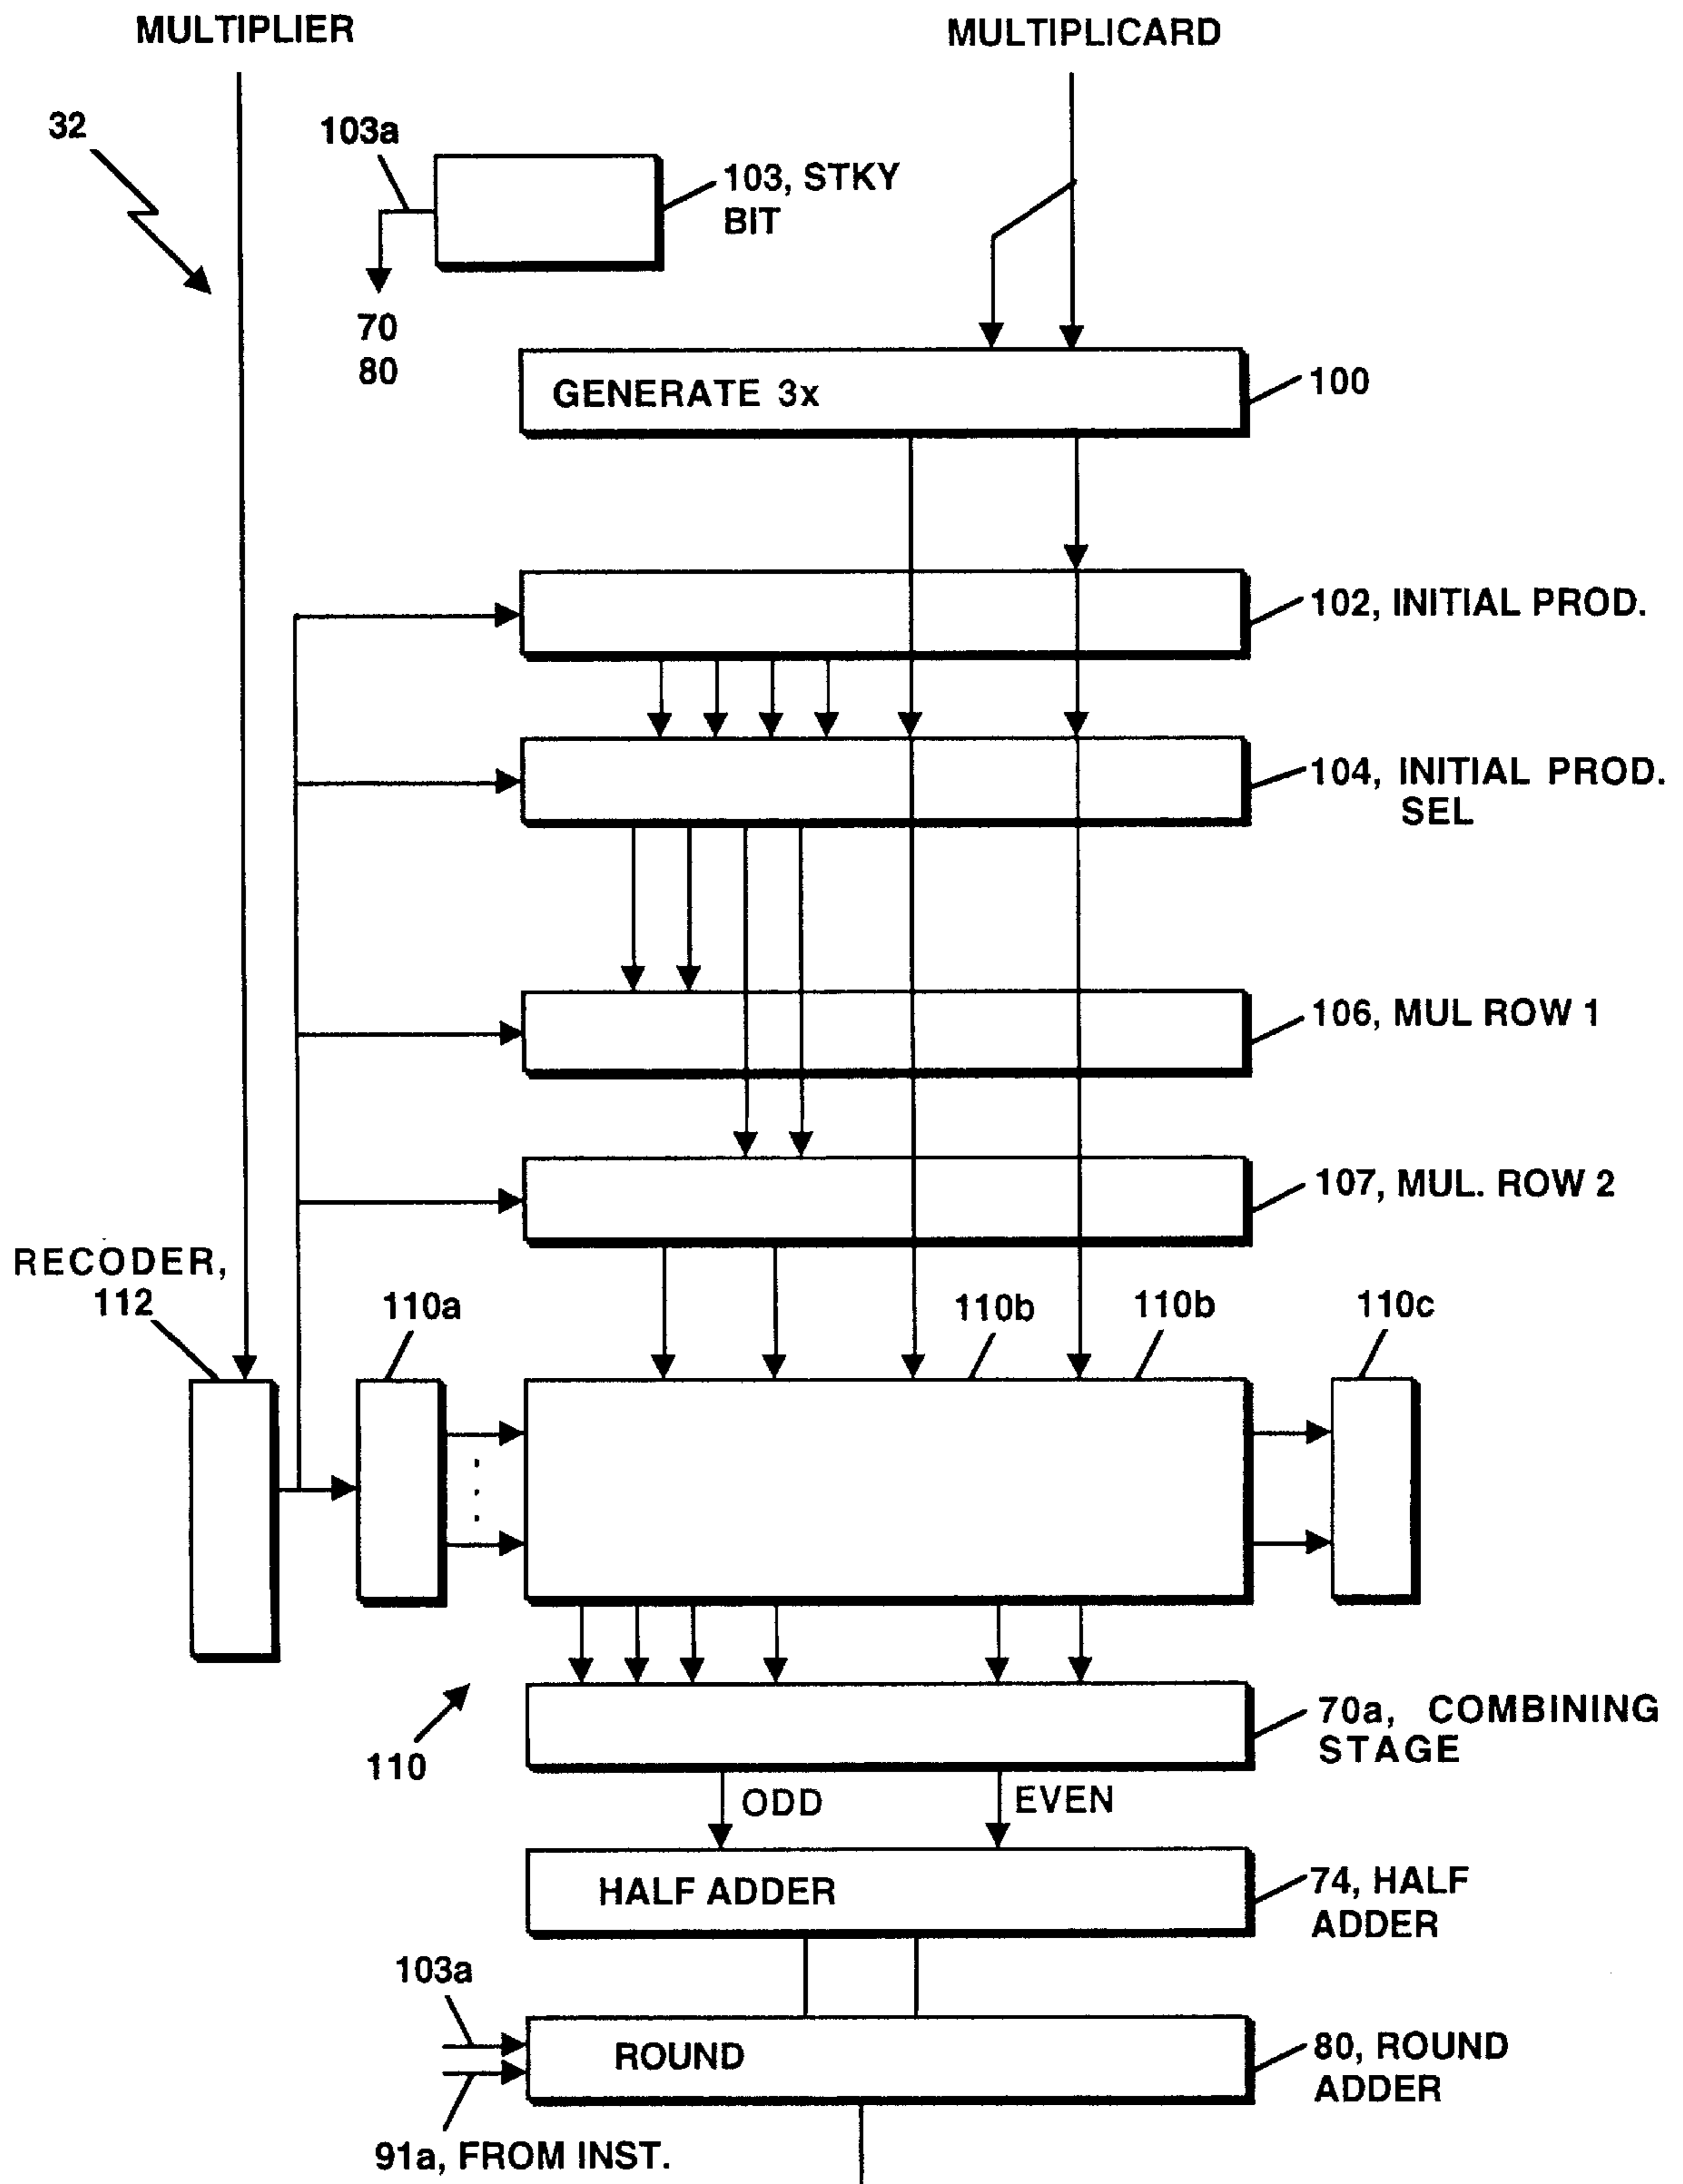 MULTIPLIER
MULTIPLICARD
32
103a
103, STKY
BIT
70
80
GENERATE 3x
100
102, INITIAL PROD.
104, INITIAL PROD.
SEL
106, MUL ROW 1
107, MUL. ROW 2
RECODER,
112
110a
110b
110b
110c
110
70a, COMBINING
STAGE
ODD
EVEN
HALF ADDER
74, HALF
ADDER
103a
ROUND
80, ROUND
ADDER
91a, FROM INST.